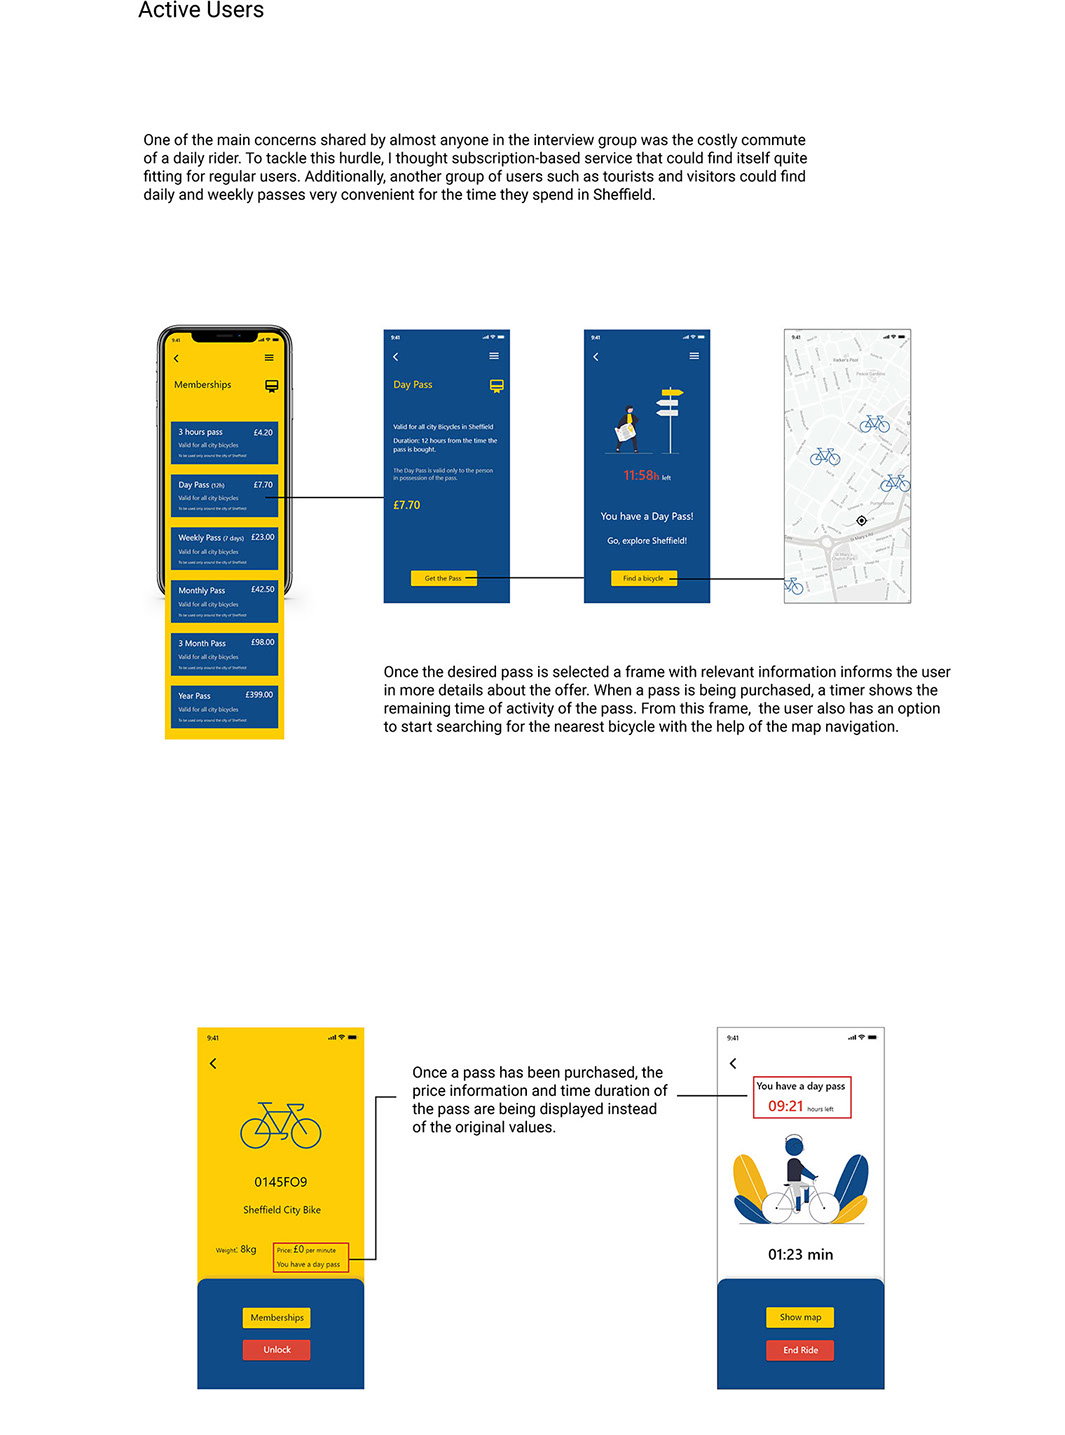 Active Users
One of the main concerns shared by almost anyone in the interview group was the costly commute
of a daily rider. To tackle this hurdle, I thought subscription-based service that could find itself quite
fitting for regular users. Additionally, another group of users such as tourists and visitors could find
daily and weekly passes very convenient for the time they spend in Sheffield.
9:41
Memberships
3 hours pass £4.20
Valid for all city bicycles
To be used only around the city of Sheffield
Day Pass (12h) £7.70
Valid for all city bicycles
To be used only around the city of Sheffield
Weekly Pass (7 days) £23.00
Valid for all city bicycles
To be used only around the city of Sheffield
Monthly Pass £42.50
Valid for all city bicycles
To be used only around the city of Sheffield
3 Month Pass £98.00
Valid for all city bicycles
To be used only around the city of Sheffield
Year Pass £399.00
Valid for all city bicycles
To be used only around the city of Sheffield
9:41
Day Pass
Valid for all city Bicycles in Sheffield
Duration: 12 hours from the time the
pass is bought.
The Day Pass is valid only to the person
in possession of the pass.
£7.70
Get the Pass
9:41
11:58h left
You have a Day Pass!
Go, explore Sheffield!
Find a bicycle
9:41
Once the desired pass is selected a frame with relevant information informs the user
in more details about the offer. When a pass is being purchased, a timer shows the
remaining time of activity of the pass. From this frame, the user also has an option
to start searching for the nearest bicycle with the help of the map navigation.
9:41
0145FO9
Sheffield City Bike
Weight: 8kg
Price: £0 per minute
You have a day pass
Memberships
Unlock
Once a pass has been purchased, the
price information and time duration of
the pass are being displayed instead
of the original values.
9:41
You have a day pass
09:21 hours left
01:23 min
Show map
End Ride